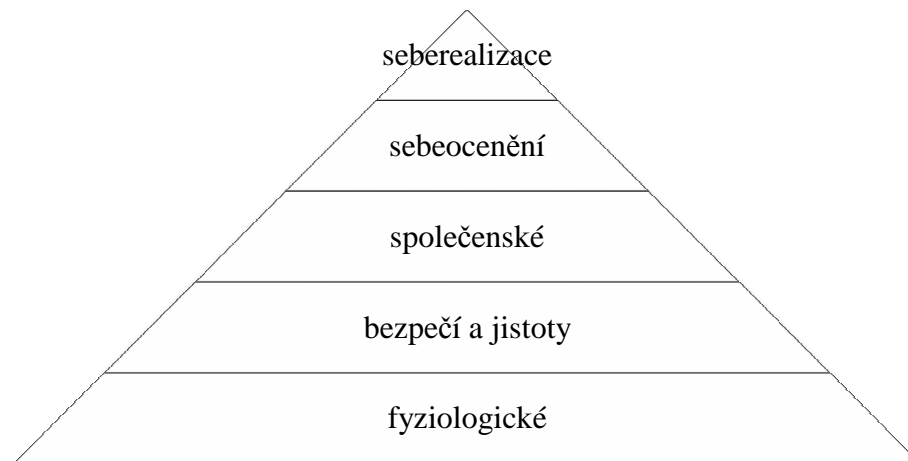 seberealizace
sebeocenění
společenské
bezpečí a jistoty
fyziologické